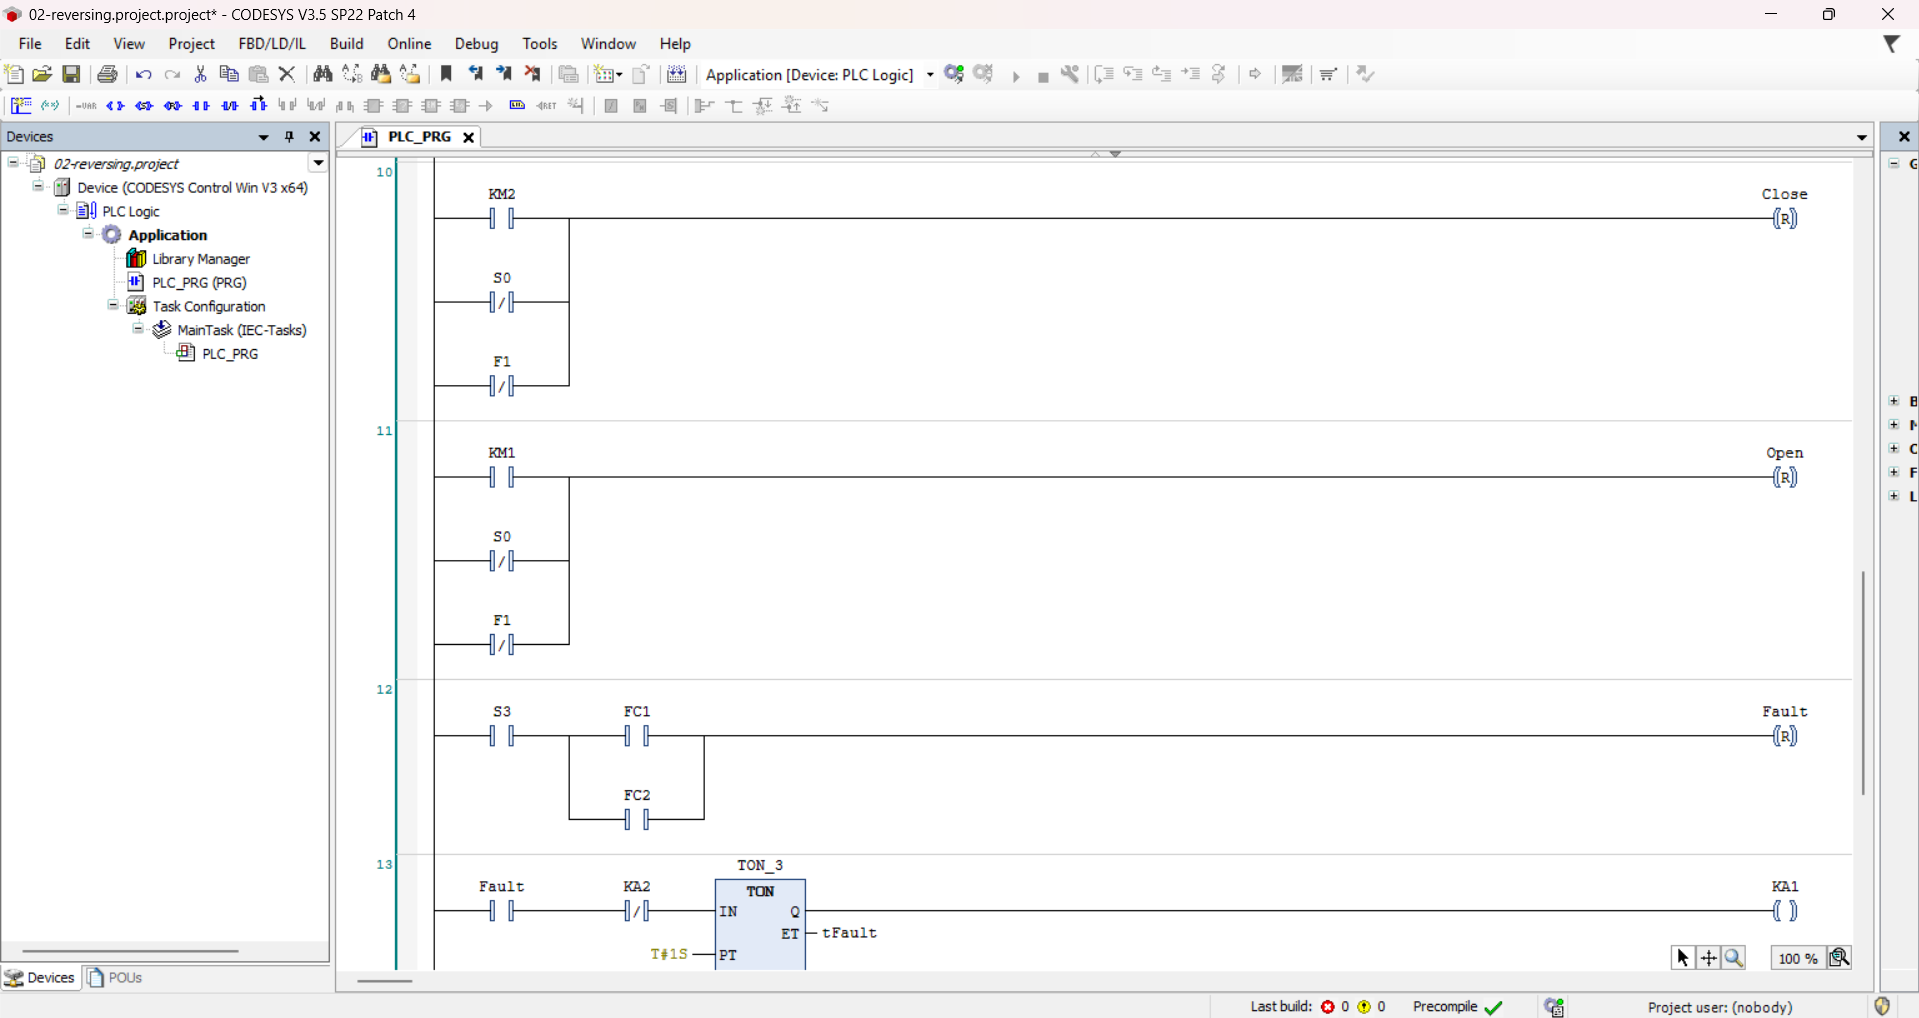 02-reversing.project.project* - CODESYS V3.5 SP22 Patch 4
File Edit View Project FBD/LD/IL Build Online Debug Tools Window Help
Application [Device: PLC Logic]
Devices
02-reversing.project
Device (CODESYS Control Win V3 x64)
PLC Logic
Application
Library Manager
PLC_PRG (PRG)
Task Configuration
MainTask (IEC-Tasks)
PLC_PRG
Devices
POUs
PLC_PRG
10
KM2
Close
R
S0
F1
11
KM1
Open
R
S0
F1
12
S3
FC1
Fault
R
FC2
13
TON_3
Fault
KA2
TON
KA1
IN Q
ET tFault
T#1S PT
100 %
Last build: 0 0 Precompile
Project user: (nobody)